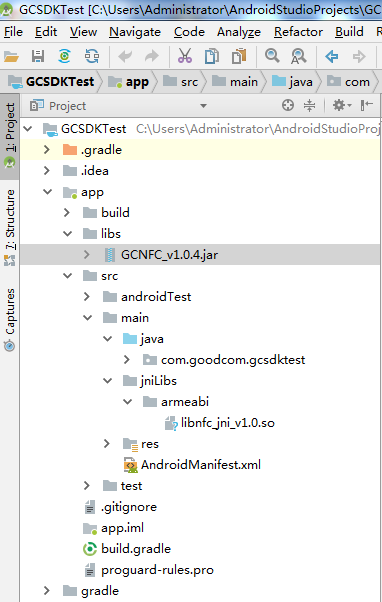 GCSDKTest [C:\Users\Administrator\AndroidStudioProjects\GC
File Edit View Navigate Code Analyze Refactor Build R
GCSDKTest app src main java com
Project
1: Project
7: Structure
Captures
GCSDKTest C:\Users\Administrator\AndroidStudioProj
.gradle
.idea
app
build
libs
GCNFC_v1.0.4.jar
src
androidTest
main
java
com.goodcom.gcsdktest
jniLibs
armeabi
libnfc_jni_v1.0.so
res
AndroidManifest.xml
test
.gitignore
app.iml
build.gradle
proguard-rules.pro
gradle